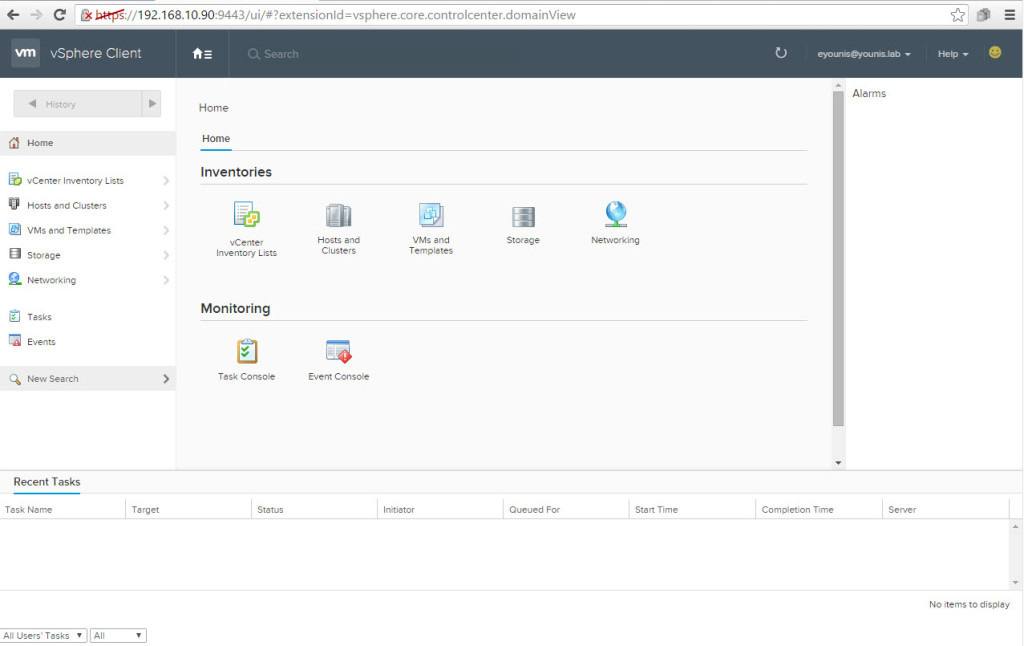 https://192.168.10.90:9443/ui/#?extensionId=vsphere.core.controlcenter.domainView
vm vSphere Client Search eyounis@younis.lab Help
History
Home
vCenter Inventory Lists
Hosts and Clusters
VMs and Templates
Storage
Networking
Tasks
Events
New Search
Home
Home
Inventories
vCenter
Inventory Lists
Hosts and
Clusters
VMs and
Templates
Storage
Networking
Monitoring
Task Console
Event Console
Alarms
Recent Tasks
Task Name Target Status Initiator Queued For Start Time Completion Time Server
No items to display
All Users' Tasks All